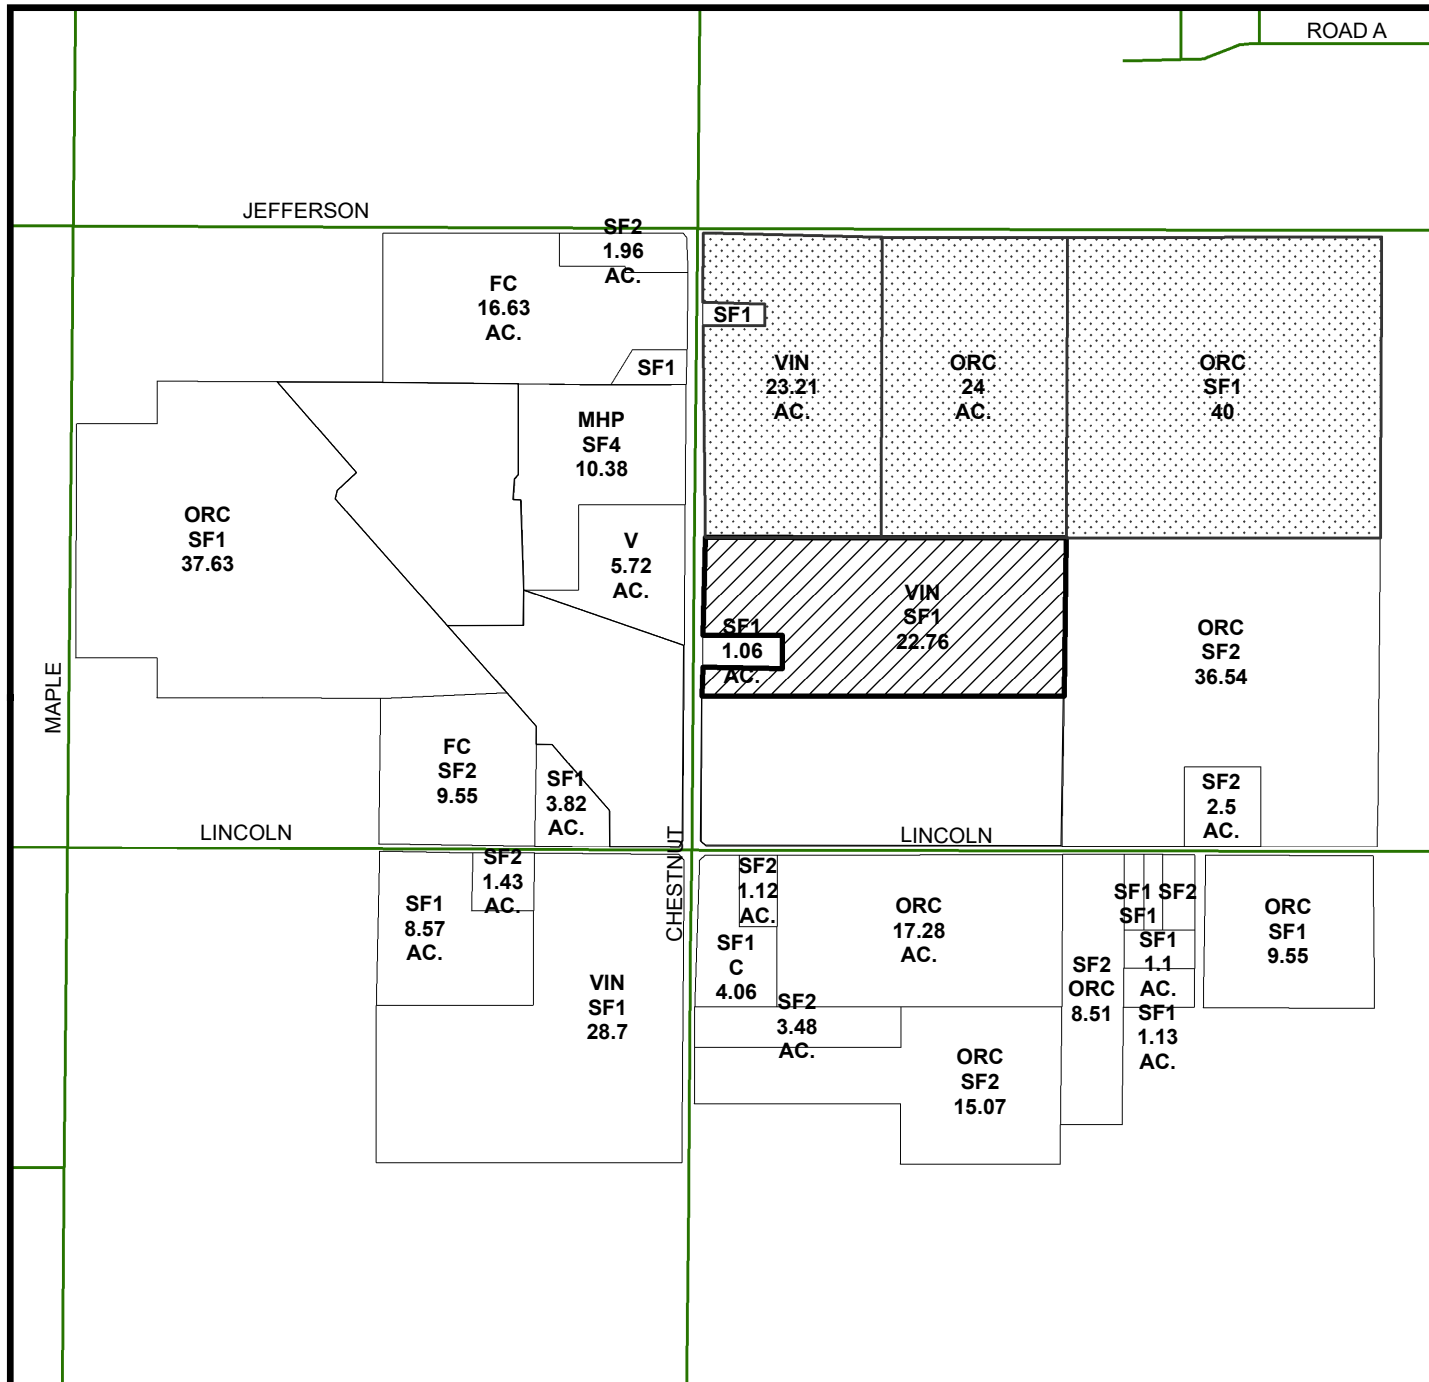 ROAD A
JEFFERSON
SF2
1.96
AC.
FC
16.63
AC.
SF1
SF1
VIN
23.21
AC.
ORC
24
AC.
ORC
SF1
40
MHP
SF4
10.38
ORC
SF1
37.63
V
5.72
AC.
VIN
SF1
22.76
SF1
1.06
AC.
ORC
SF2
36.54
MAPLE
FC
SF2
9.55
SF1
3.82
AC.
SF2
2.5
AC.
LINCOLN
LINCOLN
CHESTNUT
SF2
1.43
AC.
SF1
8.57
AC.
VIN
SF1
28.7
SF2
1.12
AC.
SF1
C
4.06
ORC
17.28
AC.
SF2
3.48
AC.
ORC
SF2
15.07
SF2
ORC
8.51
SF1
SF1
SF2
SF1
1.1
AC.
SF1
1.13
AC.
ORC
SF1
9.55